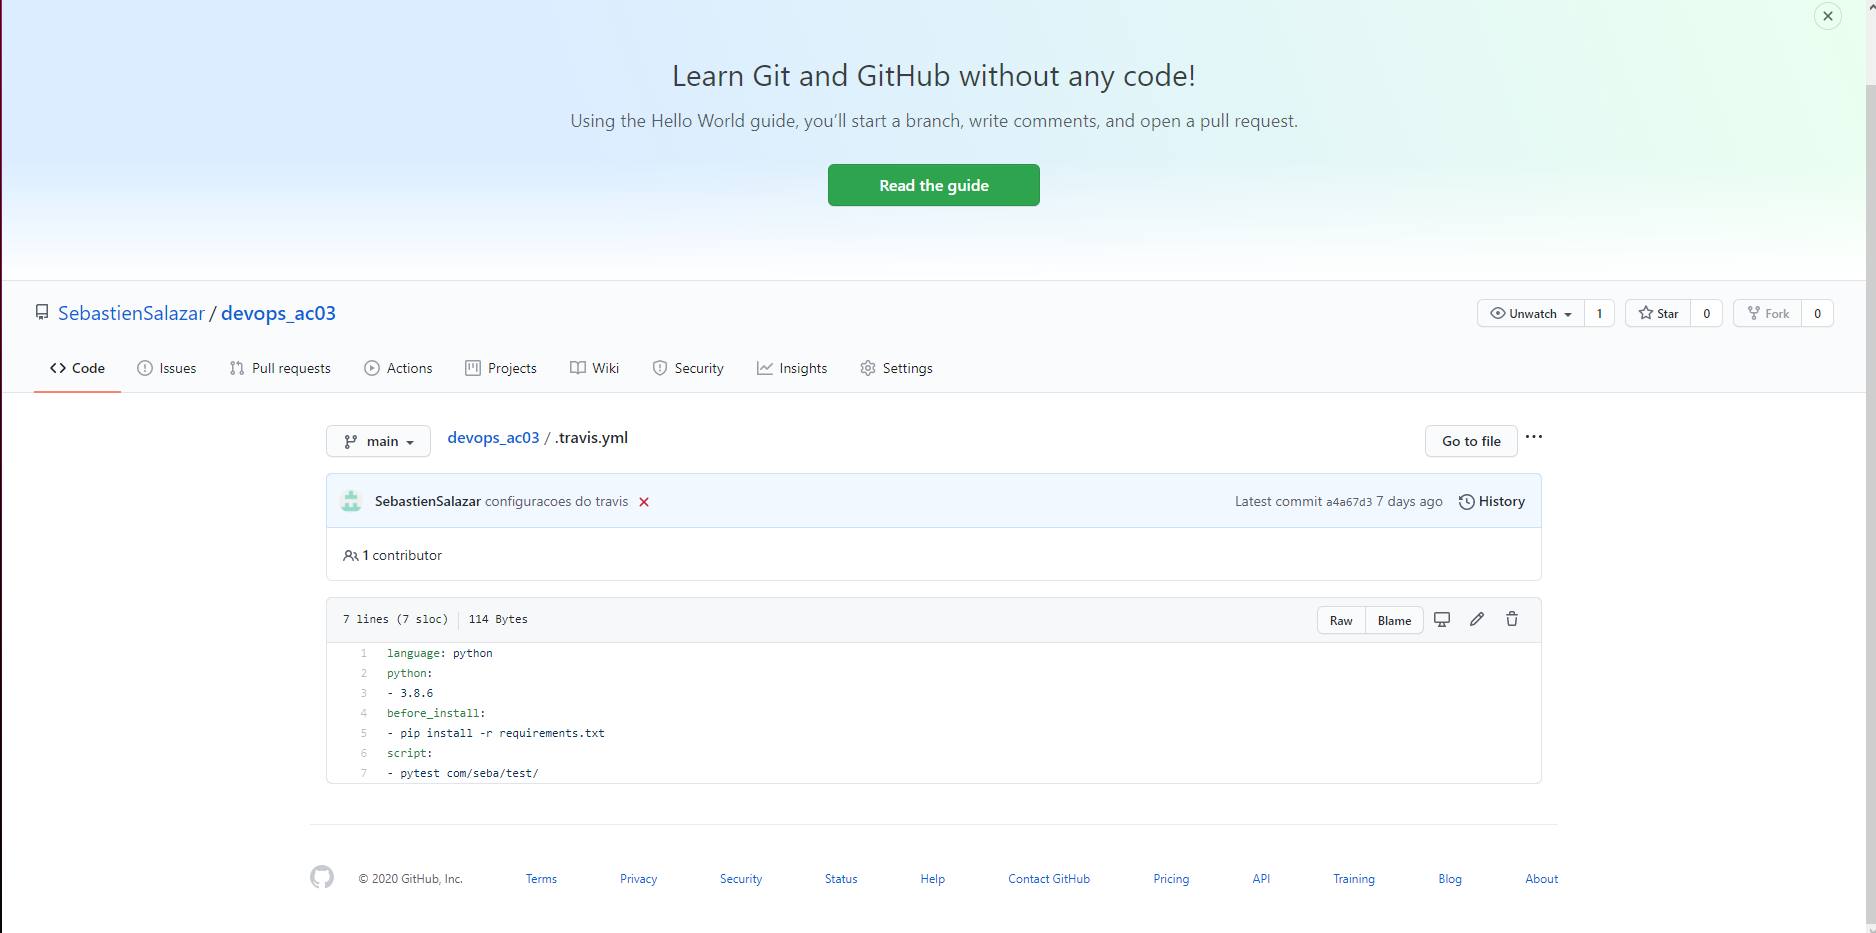 Learn Git and GitHub without any code!
Using the Hello World guide, you’ll start a branch, write comments, and open a pull request.
Read the guide
SebastienSalazar / devops_ac03
Unwatch 1 Star 0 Fork 0
Code Issues Pull requests Actions Projects Wiki Security Insights Settings
main devops_ac03 / .travis.yml Go to file ...
SebastienSalazar configuracoes do travis Latest commit a4a67d3 7 days ago History
1 contributor
7 lines (7 sloc) 114 Bytes Raw Blame
1 language: python
2 python:
3 - 3.8.6
4 before_install:
5 - pip install -r requirements.txt
6 script:
7 - pytest com/seba/test/
© 2020 GitHub, Inc. Terms Privacy Security Status Help Contact GitHub Pricing API Training Blog About